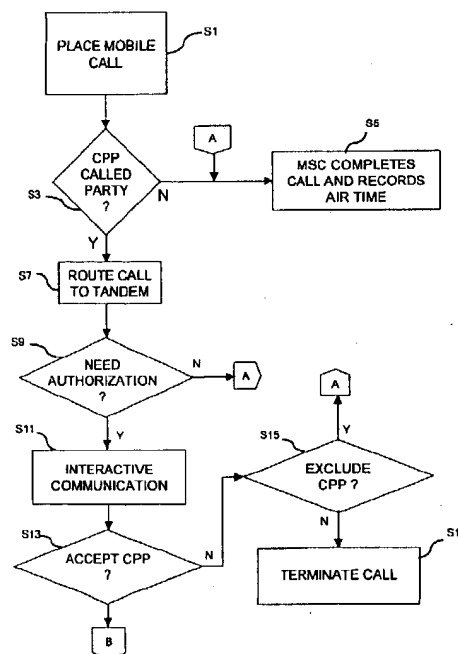 PLACE MOBILE
CALL
S1
CPP
CALLED
PARTY
?
S3
N
Y
A
S5
MSC COMPLETES
CALL AND RECORDS
AIR TIME
S7
ROUTE CALL
TO TANDEM
S9
NEED
AUTHORIZATION
?
N
A
Y
S11
INTERACTIVE
COMMUNICATION
S13
ACCEPT CPP
?
N
B
A
Y
S15
EXCLUDE
CPP ?
N
S1
TERMINATE CALL